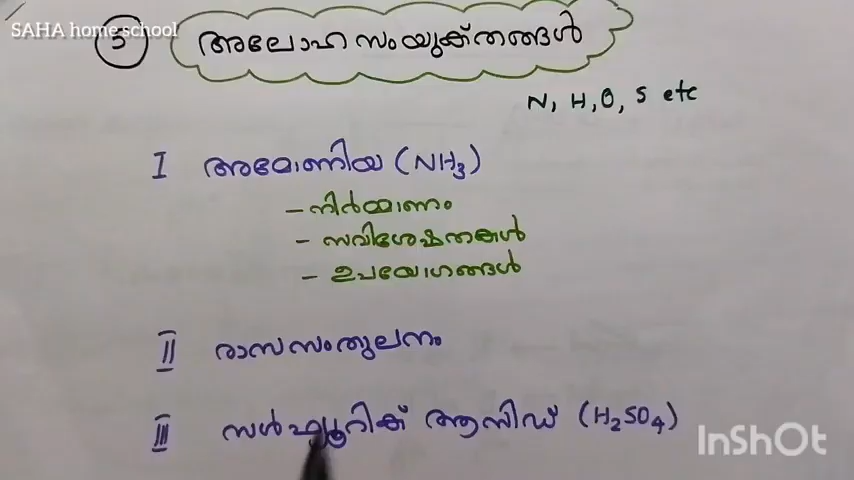 SAHA home school
5 അലോഹ സംയുക്തങ്ങൾ
N, H, O, S etc
I അമോണിയ (NH3)
- നിർമ്മാണം
- സവിശേഷതകൾ
- ഉപയോഗങ്ങൾ
II രാസസംതുലനം
III സൾഫ്യൂറിക് ആസിഡ് (H2SO4)
InShOt